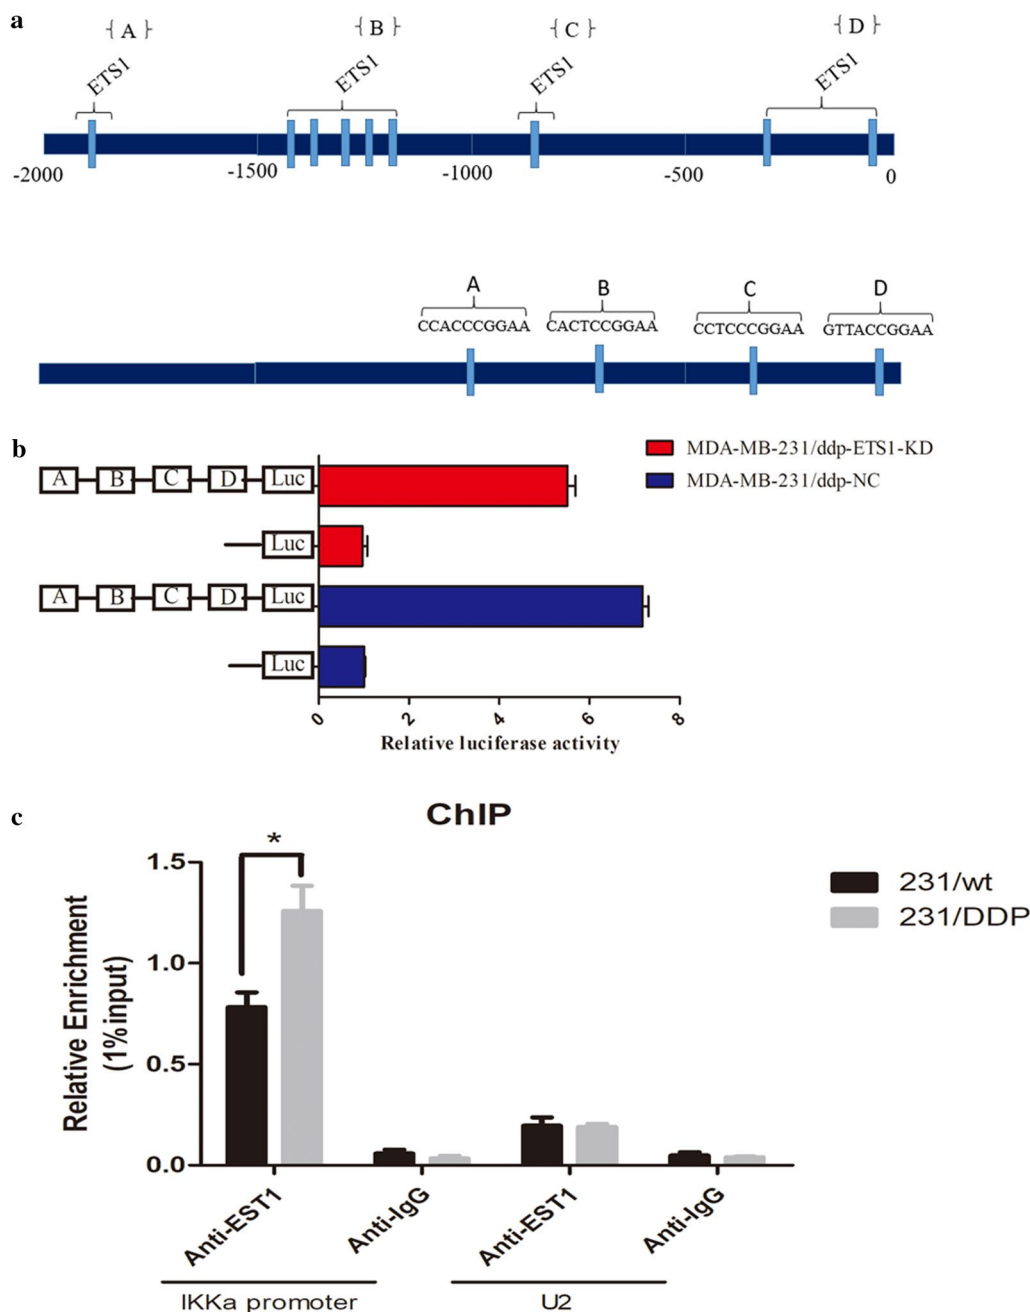 a
{ A } { B } { C } { D }
ETS1 ETS1 ETS1 ETS1
-2000 -1500 -1000 -500 0
A B C D
CCACCCGGAA CACTCCGGAA CCTCCCGGAA GTTACCGGAA
b
MDA-MB-231/ddp-ETS1-KD
MDA-MB-231/ddp-NC
A B C D Luc
Luc
A B C D Luc
Luc
0 2 4 6 8
Relative luciferase activity
c
ChIP
*
231/wt
231/DDP
Relative Enrichment
(1%input)
1.5
1.0
0.5
0.0
Anti-EST1 Anti-IgG Anti-EST1 Anti-IgG
IKKa promoter U2